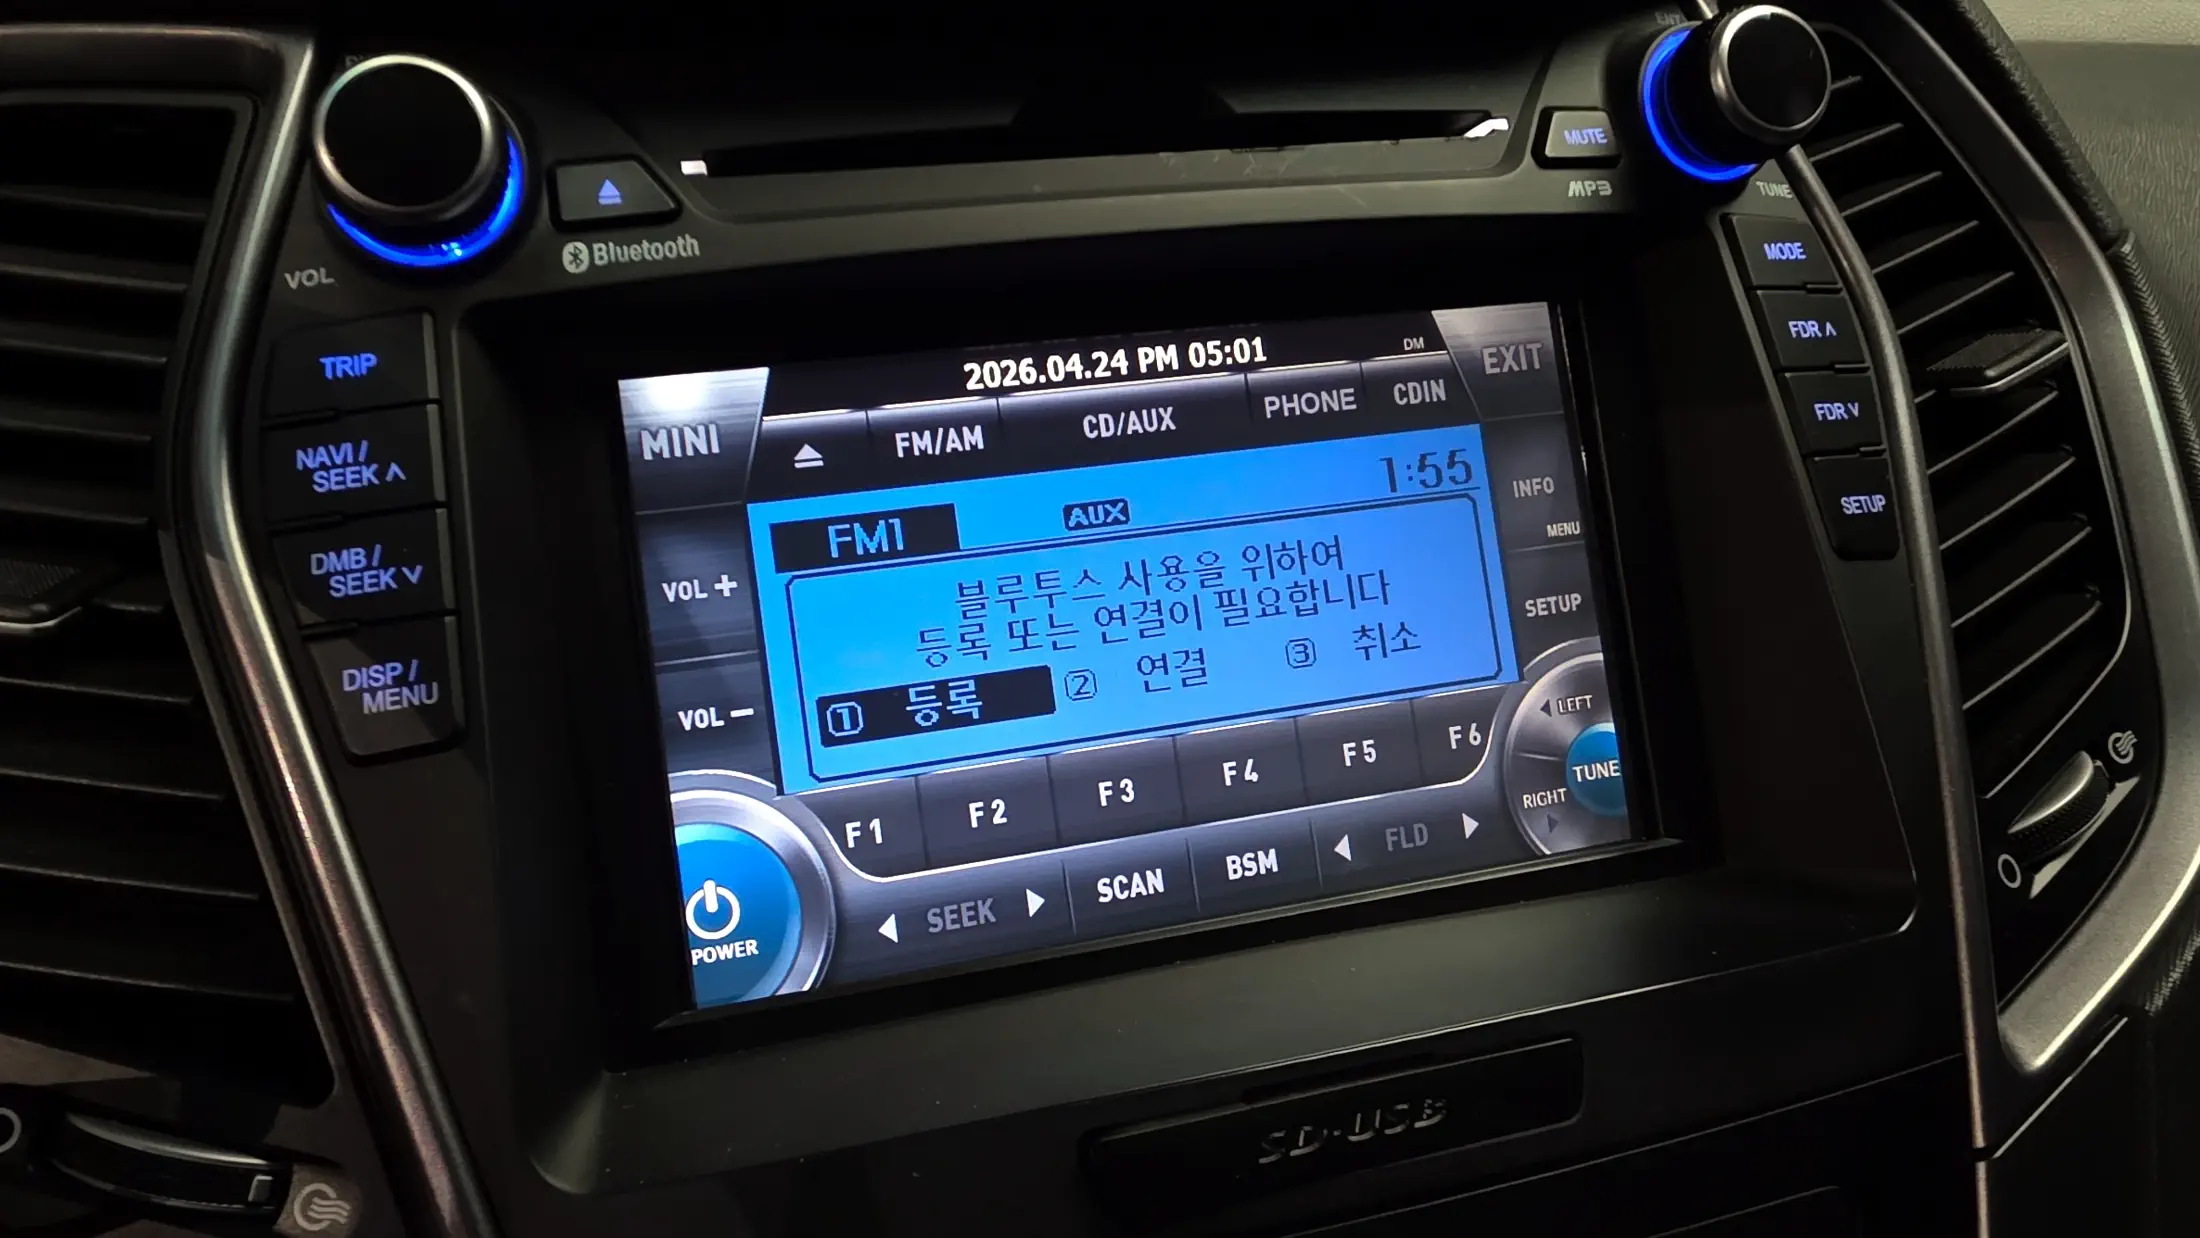 MUTE
MP3
TUNE
Bluetooth
VOL
TRIP
NAVI /
SEEK ∧
DMB /
SEEK ∨
DISP /
MENU
MODE
FDR ∧
FDR ∨
SETUP
2026.04.24 PM 05:01
DM
MINI
FM/AM
CD/AUX
PHONE
CDIN
EXIT
1:55
FM1
AUX
INFO
MENU
SETUP
VOL +
VOL −
블루투스 사용을 위하여
등록 또는 연결이 필요합니다
① 등록 ② 연결 ③ 취소
F1 F2 F3 F4 F5 F6
◀ LEFT
TUNE
RIGHT ▶
POWER
◀ SEEK ▶ SCAN BSM ◀ FLD ▶
SD·USB